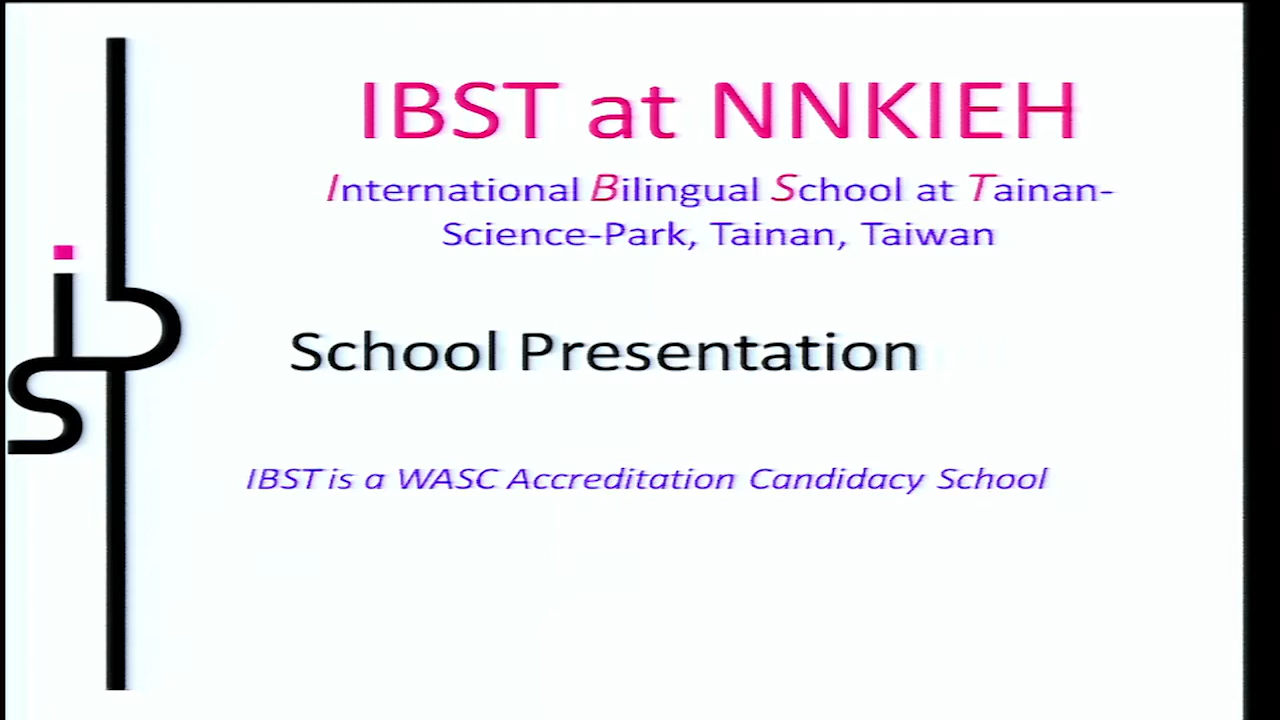 IBST at NNKIEH
International Bilingual School at Tainan-
Science-Park, Tainan, Taiwan
ibs
School Presentation
IBST is a WASC Accreditation Candidacy School